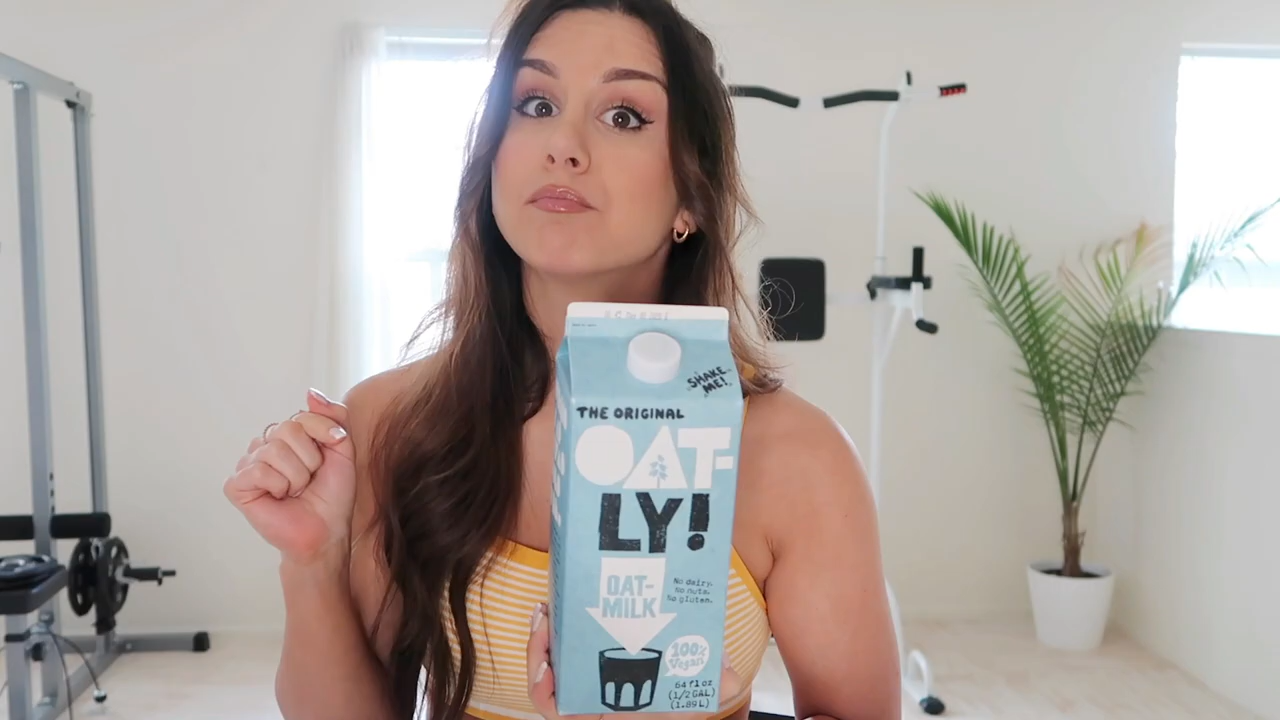 SHAKE
ME!
THE ORIGINAL
OAT-
LY!
OAT-
MILK
No dairy.
No nuts.
No gluten.
100%
Vegan
64 fl oz
(1/2 GAL)
(1.89 L)